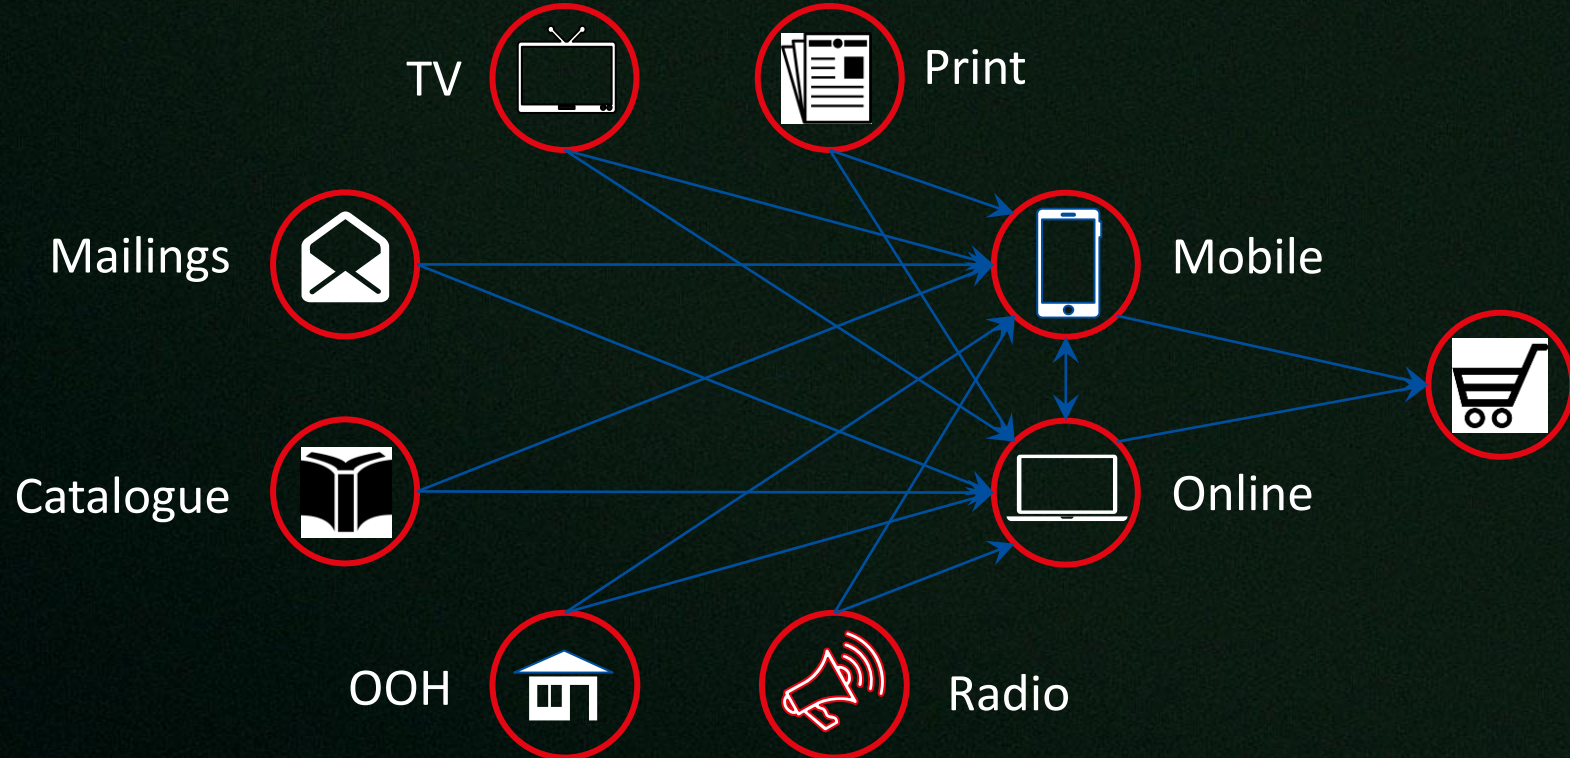 TV
Print
Mailings
Mobile
Catalogue
Online
OOH
Radio